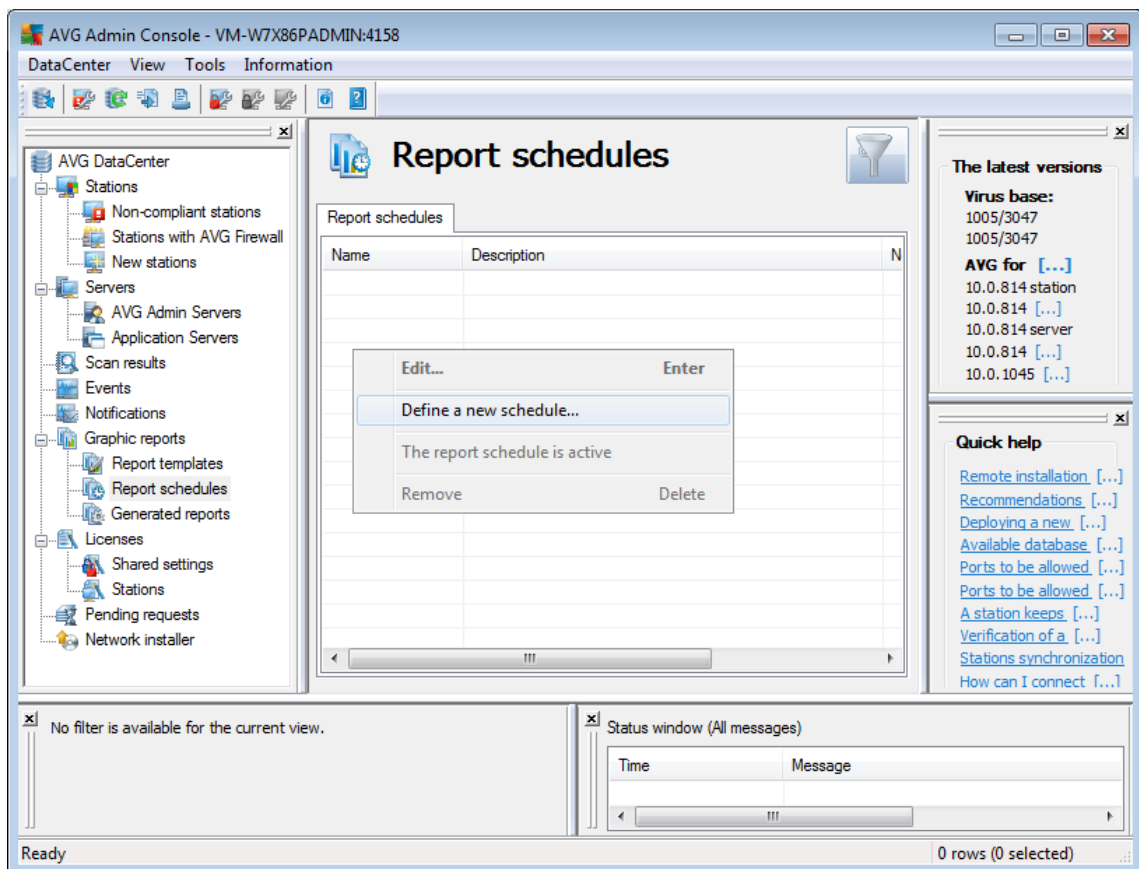 AVG Admin Console - VM-W7X86PADMIN:4158
DataCenter View Tools Information
AVG DataCenter
Stations
Non-compliant stations
Stations with AVG Firewall
New stations
Servers
AVG Admin Servers
Application Servers
Scan results
Events
Notifications
Graphic reports
Report templates
Report schedules
Generated reports
Licenses
Shared settings
Stations
Pending requests
Network installer
Report schedules
Report schedules
Name Description N
Edit... Enter
Define a new schedule...
The report schedule is active
Remove Delete
The latest versions
Virus base:
1005/3047
1005/3047
AVG for [...]
10.0.814 station
10.0.814 [...]
10.0.814 server
10.0.814 [...]
10.0.1045 [...]
Quick help
Remote installation [...]
Recommendations [...]
Deploying a new [...]
Available database [...]
Ports to be allowed [...]
Ports to be allowed [...]
A station keeps [...]
Verification of a [...]
Stations synchronization
How can I connect [...]
No filter is available for the current view.
Status window (All messages)
Time Message
Ready
0 rows (0 selected)